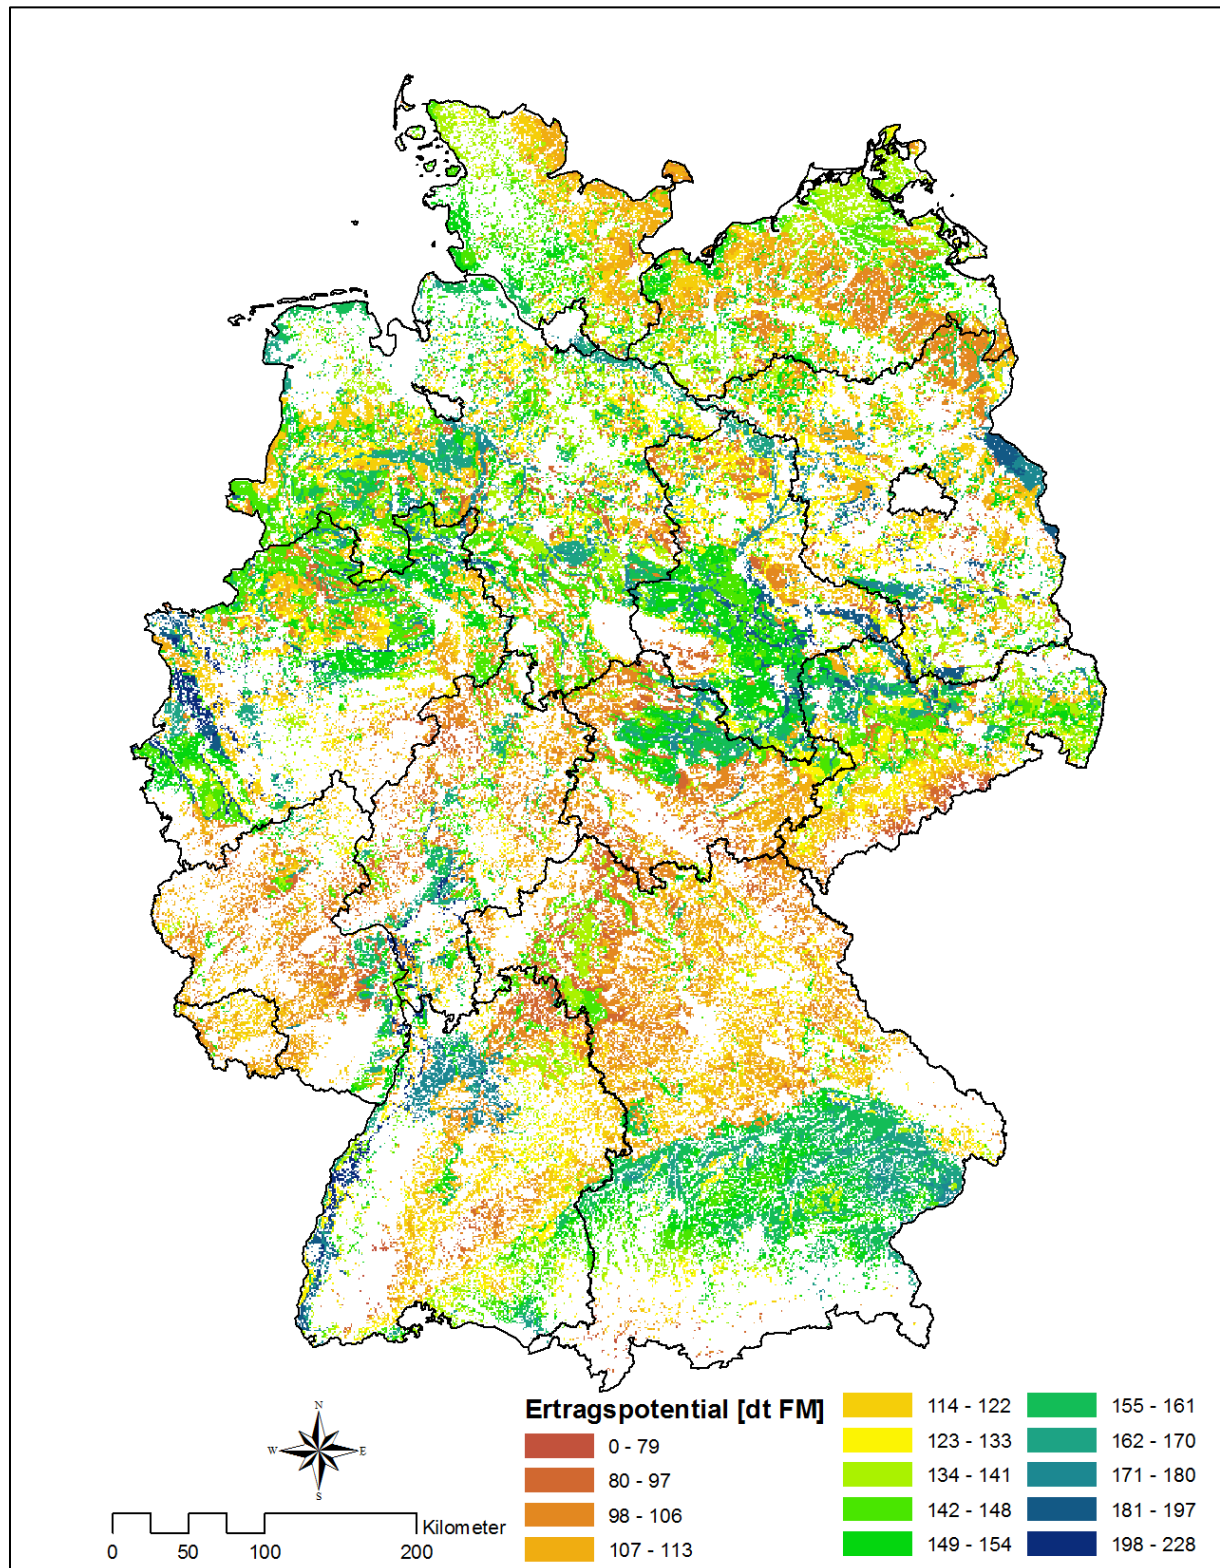 N
W E
S
Kilometer
0 50 100 200
Ertragspotential [dt FM]
0 - 79
80 - 97
98 - 106
107 - 113
114 - 122
123 - 133
134 - 141
142 - 148
149 - 154
155 - 161
162 - 170
171 - 180
181 - 197
198 - 228